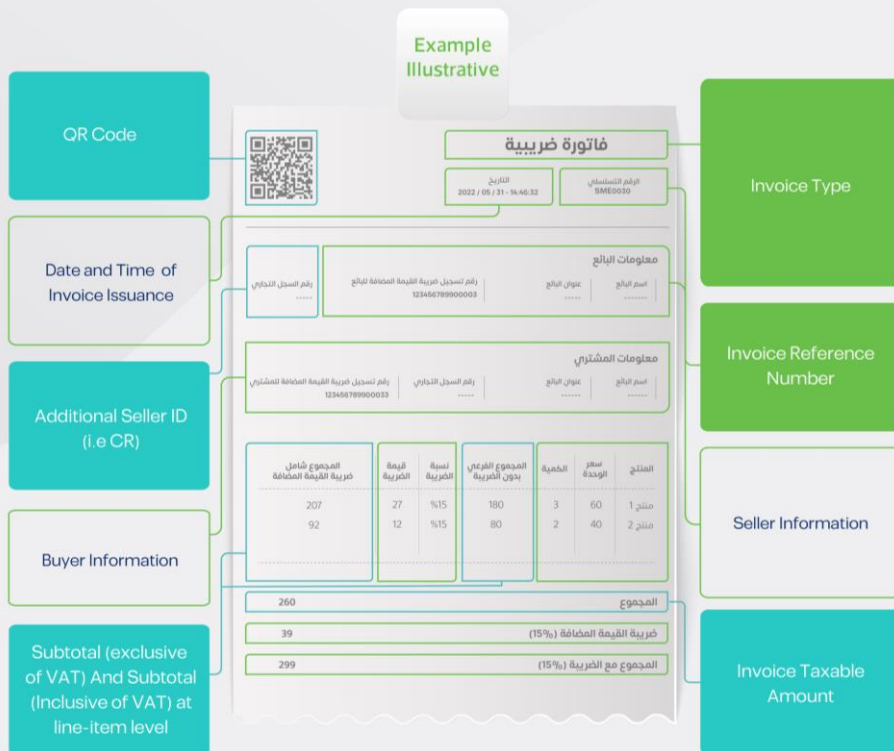 Example
Illustrative
QR Code
Date and Time of
Invoice Issuance
Additional Seller ID
(i.e CR)
Buyer Information
Subtotal (exclusive
of VAT) And Subtotal
(Inclusive of VAT) at
line-item level
فاتورة ضريبية
الرقم التسلسلي
SME0030
التاريخ
2022 / 05 / 31 - 14:46:32
معلومات البائع
اسم البائع
عنوان البائع
رقم تسجيل ضريبة القيمة المضافة للبائع
رقم السجل التجاري
-------
-----
123456789900003
-----
معلومات المشتري
اسم البائع
عنوان البائع
رقم السجل التجاري
رقم تسجيل ضريبة القيمة المضافة للمشتري
------
-----
-----
123456789900033
المنتج
سعر الوحدة
الكمية
المجموع الفرعي بدون الضريبة
نسبة الضريبة
قيمة الضريبة
المجموع شامل ضريبة القيمة المضافة
منتج 1 60 3 180 %15 27 207
منتج 2 40 2 80 %15 12 92
المجموع 260
ضريبة القيمة المضافة (15%) 39
المجموع مع الضريبة (15%) 299
Invoice Type
Invoice Reference
Number
Seller Information
Invoice Taxable
Amount